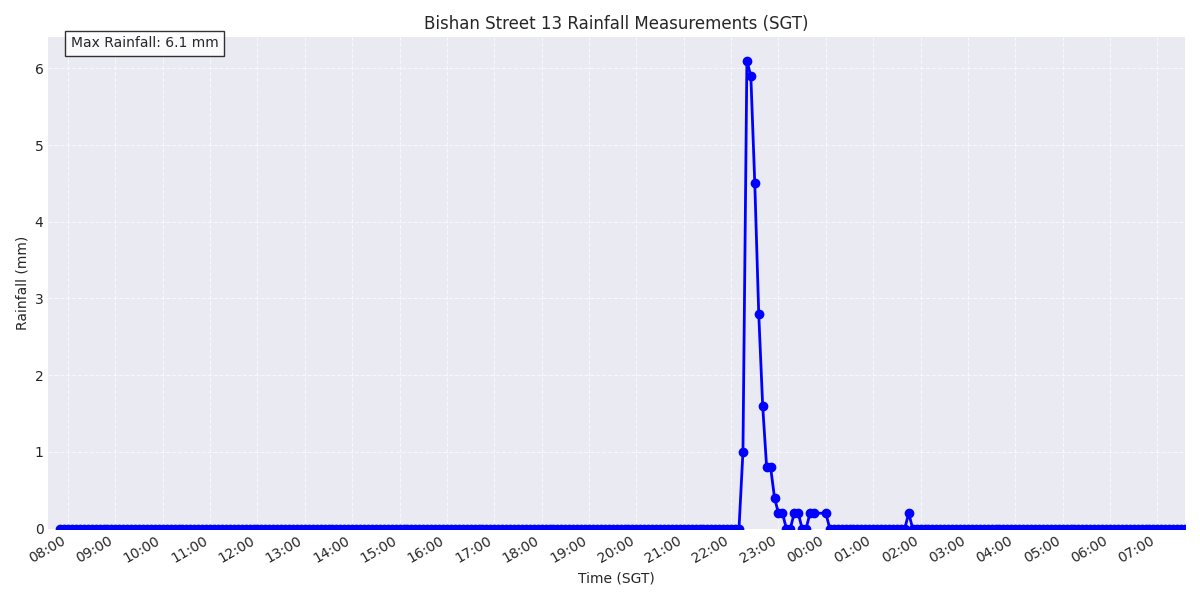 Bishan Street 13 Rainfall Measurements (SGT)
Max Rainfall: 6.1 mm
6
5
4
3
2
1
0
Rainfall (mm)
08:00 09:00 10:00 11:00 12:00 13:00 14:00 15:00 16:00 17:00 18:00 19:00 20:00 21:00 22:00 23:00 00:00 01:00 02:00 03:00 04:00 05:00 06:00 07:00
Time (SGT)